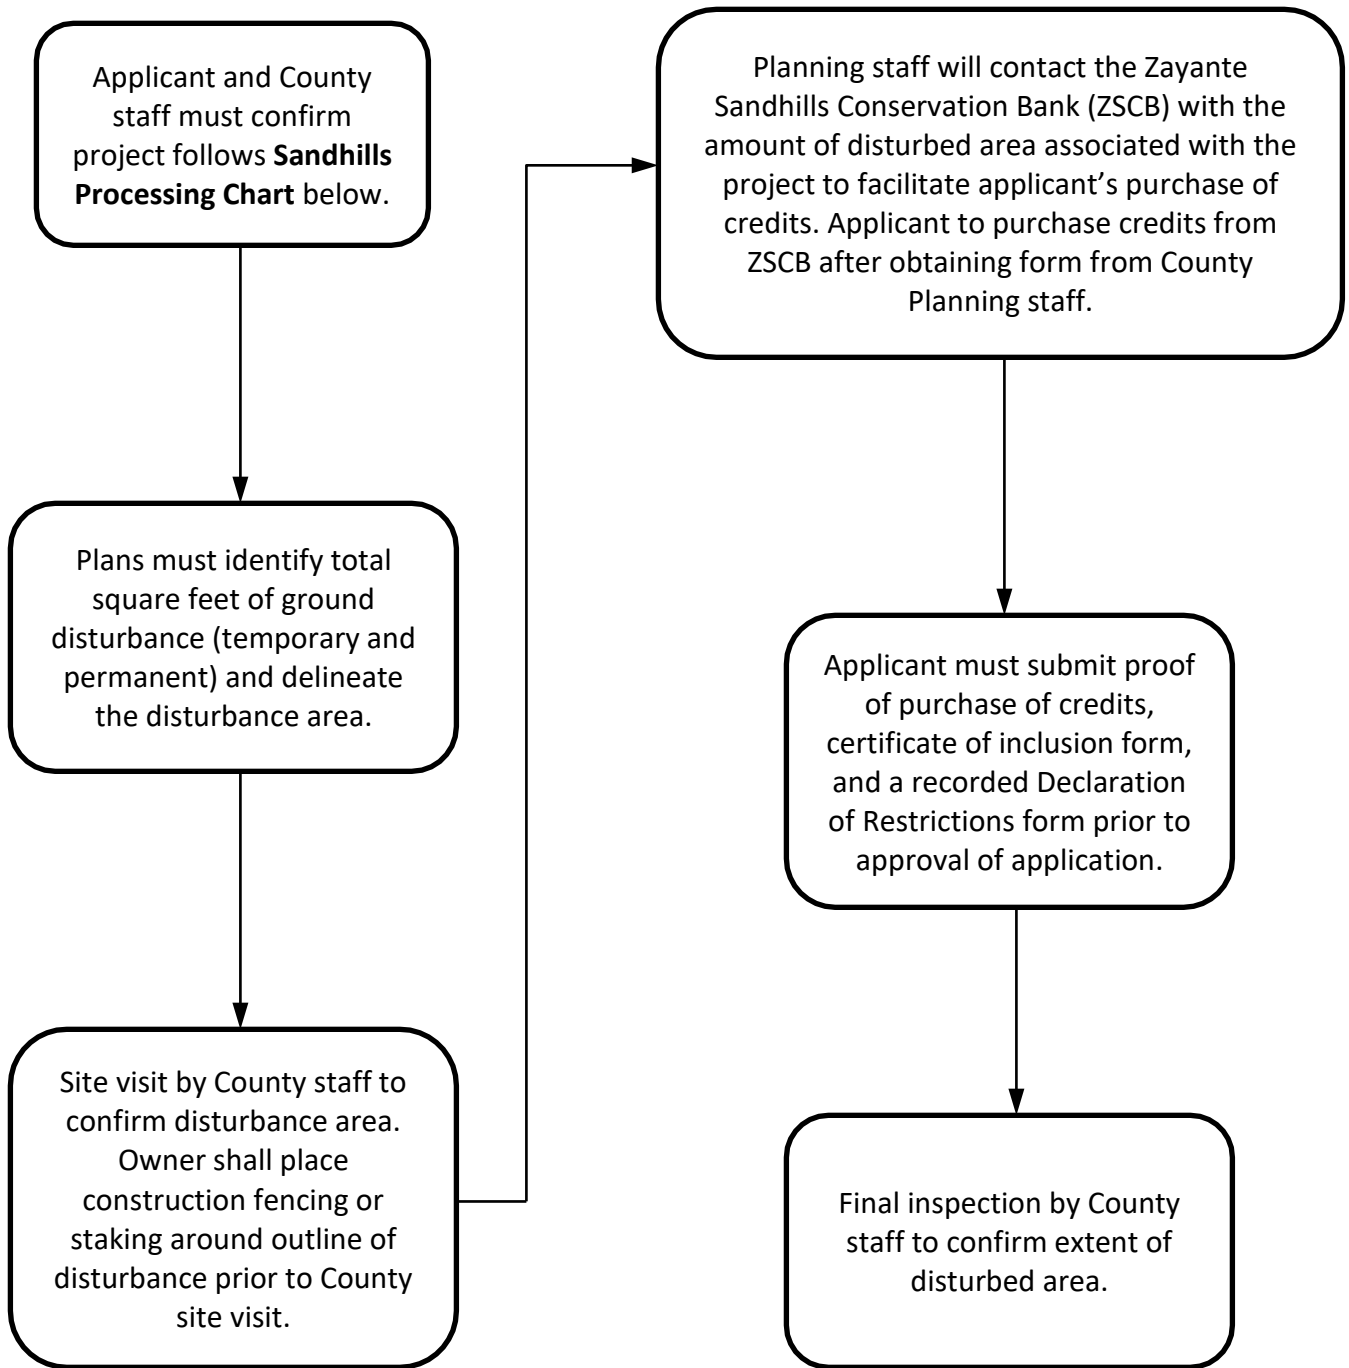 Applicant and County
staff must confirm
project follows Sandhills
Processing Chart below.
Plans must identify total
square feet of ground
disturbance (temporary and
permanent) and delineate
the disturbance area.
Site visit by County staff to
confirm disturbance area.
Owner shall place
construction fencing or
staking around outline of
disturbance prior to County
site visit.
Planning staff will contact the Zayante
Sandhills Conservation Bank (ZSCB) with the
amount of disturbed area associated with the
project to facilitate applicant’s purchase of
credits. Applicant to purchase credits from
ZSCB after obtaining form from County
Planning staff.
Applicant must submit proof
of purchase of credits,
certificate of inclusion form,
and a recorded Declaration
of Restrictions form prior to
approval of application.
Final inspection by County
staff to confirm extent of
disturbed area.